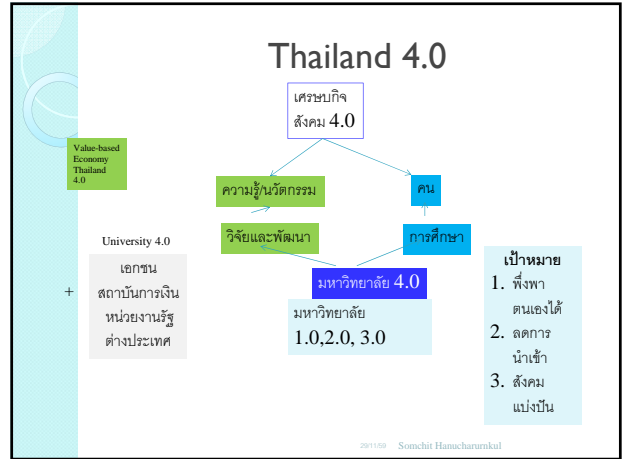 Thailand 4.0
เศรษบกิจ
สังคม 4.0
Value-based
Economy
Thailand
4.0
ความรู้/นวัตกรรม
คน
วิจัยและพัฒนา
การศึกษา
University 4.0
เอกชน
สถาบันการเงิน
หน่วยงานรัฐ
ต่างประเทศ
+
มหาวิทยาลัย 4.0
มหาวิทยาลัย
1.0,2.0, 3.0
เป้าหมาย
1. พึ่งพา
ตนเองได้
2. ลดการ
นำเข้า
3. สังคม
แบ่งปัน
29/11/59
Somchit Hanucharurnkul